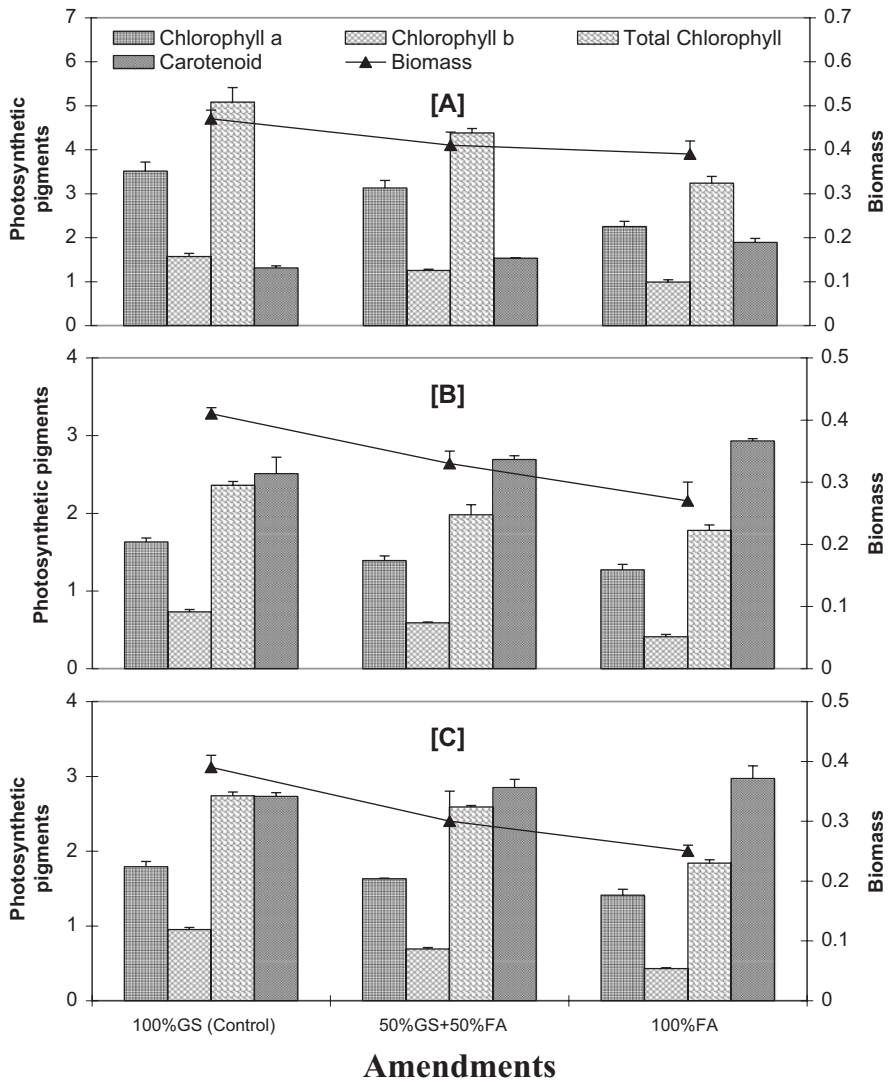 7
6
5
4
3
2
1
0
Photosynthetic
pigments
Chlorophyll a
Chlorophyll b
Total Chlorophyll
Carotenoid
Biomass
[A]
0.7
0.6
0.5
0.4
0.3
0.2
0.1
0
Biomass
4
3
2
1
0
Photosynthetic pigments
[B]
0.5
0.4
0.3
0.2
0.1
0
Biomass
4
3
2
1
0
Photosynthetic
pigments
[C]
0.5
0.4
0.3
0.2
0.1
0
Biomass
100%GS (Control)
50%GS+50%FA
100%FA
Amendments